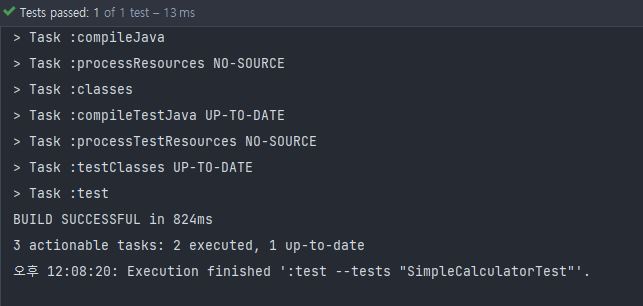 Tests passed: 1 of 1 test – 13 ms
> Task :compileJava
> Task :processResources NO-SOURCE
> Task :classes
> Task :compileTestJava UP-TO-DATE
> Task :processTestResources NO-SOURCE
> Task :testClasses UP-TO-DATE
> Task :test
BUILD SUCCESSFUL in 824ms
3 actionable tasks: 2 executed, 1 up-to-date
오후 12:08:20: Execution finished ':test --tests "SimpleCalculatorTest"'.